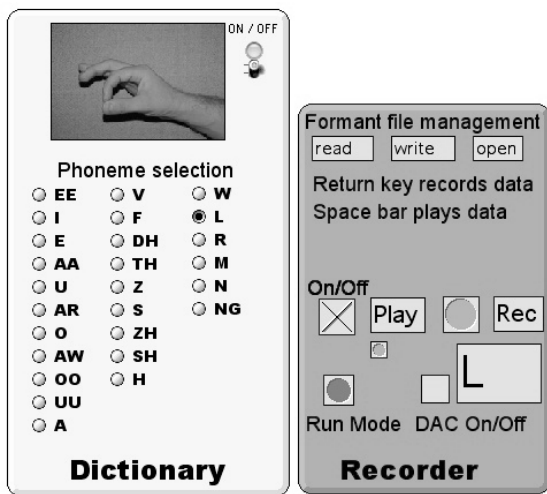 ON / OFF
Phoneme selection
EE V W
I F L
E DH R
AA TH M
U Z N
AR S NG
O ZH
AW SH
OO H
UU
A
Dictionary
Formant file management
read write open
Return key records data
Space bar plays data
On/Off
Play Rec
L
Run Mode DAC On/Off
Recorder